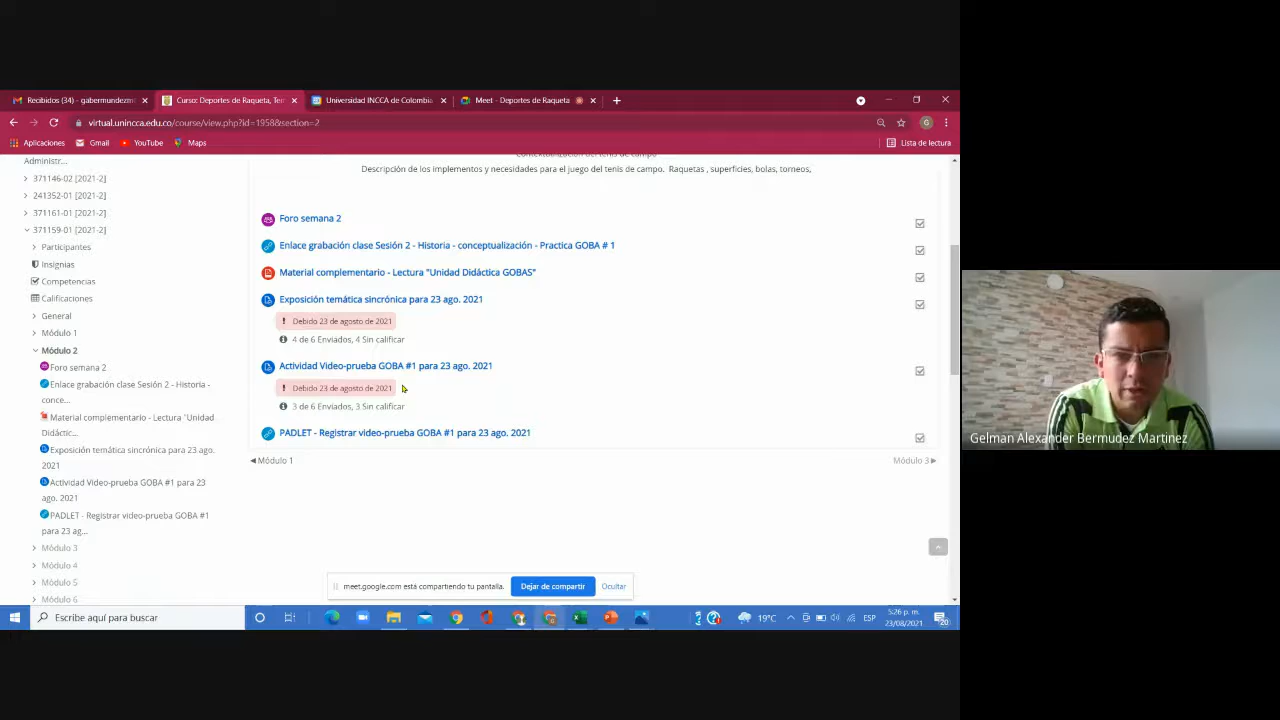 Recibidos (34) - gabermundezm
Curso: Deportes de Raqueta, Ten
Universidad INCCA de Colombia
Meet - Deportes de Raqueta
virtual.unincca.edu.co/course/view.php?id=1958&section=2
Aplicaciones
Gmail
YouTube
Maps
Lista de lectura
Administr...
371146-02 [2021-2]
241352-01 [2021-2]
371161-01 [2021-2]
371159-01 [2021-2]
Participantes
Insignias
Competencias
Calificaciones
General
Módulo 1
Módulo 2
Foro semana 2
Enlace grabación clase Sesión 2 - Historia -
conce...
Material complementario - Lectura "Unidad
Didáctic...
Exposición temática sincrónica para 23 ago.
2021
Actividad Video-prueba GOBA #1 para 23
ago. 2021
PADLET - Registrar video-prueba GOBA #1
para 23 ag...
Módulo 3
Módulo 4
Módulo 5
Módulo 6
Contextualización del tenis de campo
Descripción de los implementos y necesidades para el juego del tenis de campo. Raquetas , superficies, bolas, torneos,
Foro semana 2
Enlace grabación clase Sesión 2 - Historia - conceptualización - Practica GOBA # 1
Material complementario - Lectura "Unidad Didáctica GOBAS"
Exposición temática sincrónica para 23 ago. 2021
Debido 23 de agosto de 2021
4 de 6 Enviados, 4 Sin calificar
Actividad Video-prueba GOBA #1 para 23 ago. 2021
Debido 23 de agosto de 2021
3 de 6 Enviados, 3 Sin calificar
PADLET - Registrar video-prueba GOBA #1 para 23 ago. 2021
Módulo 1
Módulo 3
meet.google.com está compartiendo tu pantalla.
Dejar de compartir
Ocultar
Escribe aquí para buscar
19°C
ESP
5:26 p. m.
23/08/2021
20
G
Gelman Alexander Bermudez Martinez